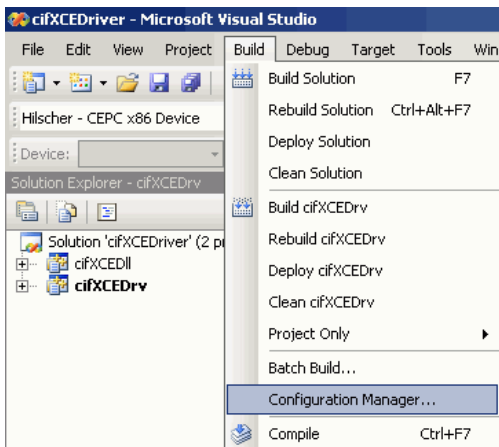 cifXCEDriver - Microsoft Visual Studio
File Edit View Project Build Debug Target Tools Win
Build Solution F7
Hilscher - CEPC x86 Device
Rebuild Solution Ctrl+Alt+F7
Device:
Deploy Solution
Solution Explorer - cifXCEDrv
Clean Solution
Build cifXCEDrv
Solution 'cifXCEDriver' (2 pr
Rebuild cifXCEDrv
cifXCEDll
Deploy cifXCEDrv
cifXCEDrv
Clean cifXCEDrv
Project Only
Batch Build...
Configuration Manager...
Compile Ctrl+F7